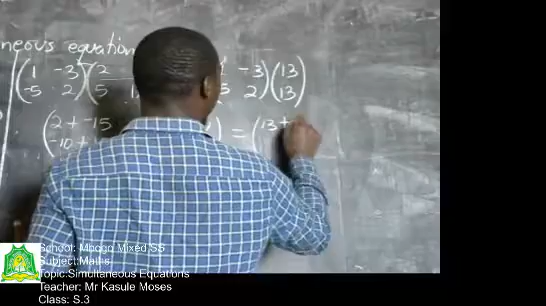 neous equation
(1 -3)(2 -3)(13)
(-5 2)(5 2)(13)
(2 + -15 ) = (13 +
(-10 +
School: Mbogo Mixed SS
Subject:Maths
Topic:Simultaneous Equations
Teacher: Mr Kasule Moses
Class: S.3